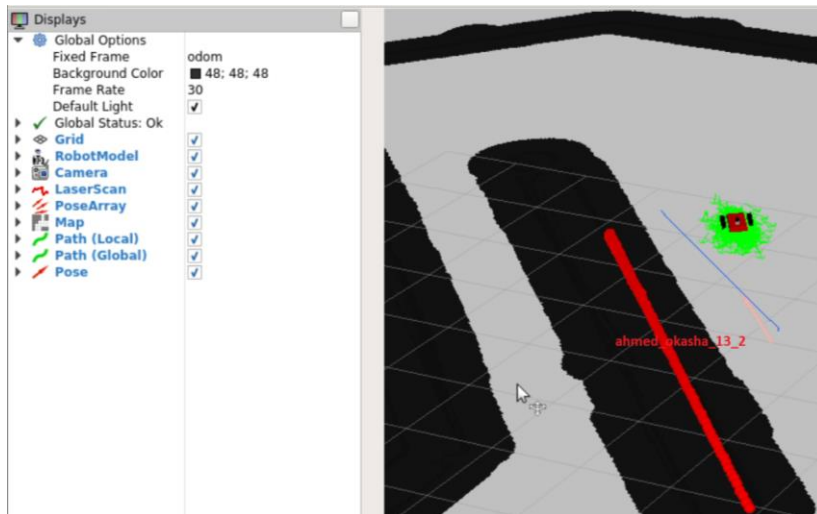 Displays
Global Options
Fixed Frame odom
Background Color 48; 48; 48
Frame Rate 30
Default Light
Global Status: Ok
Grid
RobotModel
Camera
LaserScan
PoseArray
Map
Path (Local)
Path (Global)
Pose
ahmed_okasha_13_2